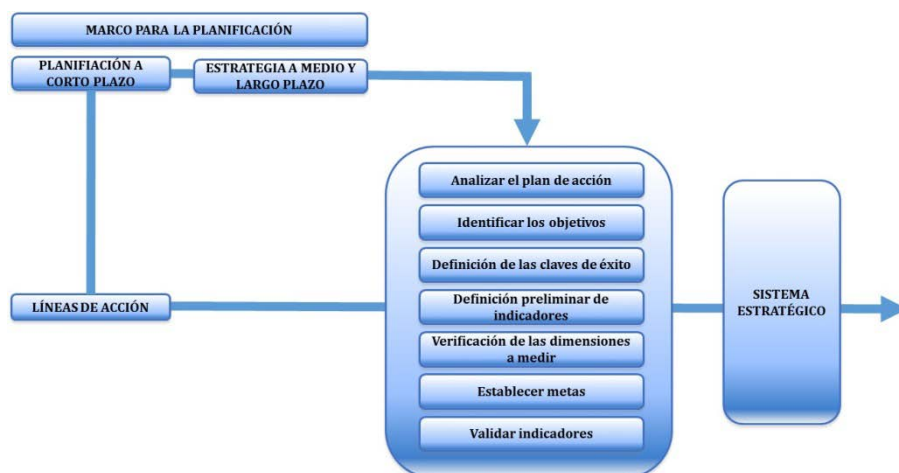 MARCO PARA LA PLANIFICACIÓN
PLANIFIACIÓN A
CORTO PLAZO
ESTRATEGIA A MEDIO Y
LARGO PLAZO
Analizar el plan de acción
Identificar los objetivos
Definición de las claves de éxito
LÍNEAS DE ACCIÓN
Definición preliminar de
indicadores
Verificación de las dimensiones
a medir
Establecer metas
Validar indicadores
SISTEMA
ESTRATÉGICO